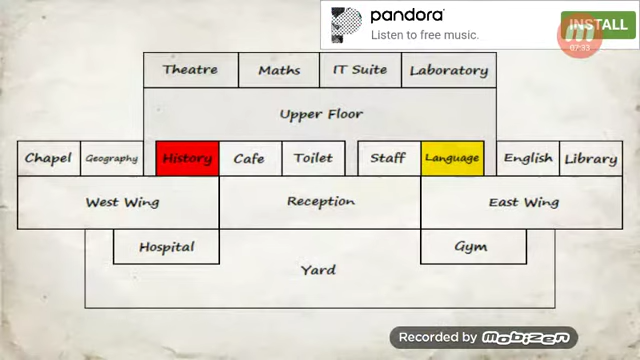 pandora
Listen to free music.
INSTALL
07:33
Theatre
Maths
IT Suite
Laboratory
Upper Floor
Chapel
Geography
History
Cafe
Toilet
Staff
Language
English
Library
West Wing
Reception
East Wing
Hospital
Gym
Yard
Recorded by mobizen